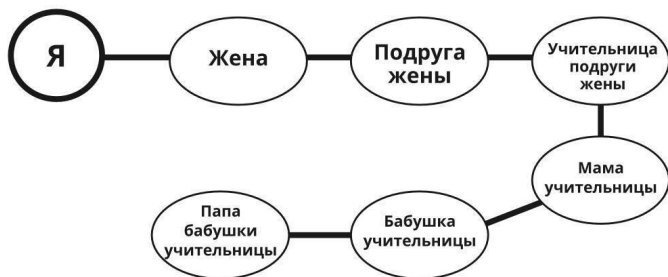 Я
Жена
Подруга
жены
Учительница
подруги
жены
Мама
учительницы
Бабушка
учительницы
Папа
бабушки
учительницы